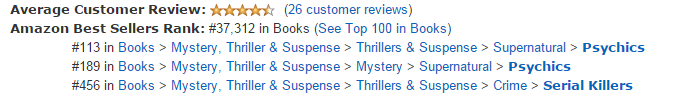 Average Customer Review: (26 customer reviews)
Amazon Best Sellers Rank: #37,312 in Books (See Top 100 in Books)
#113 in Books > Mystery, Thriller & Suspense > Thrillers & Suspense > Supernatural > Psychics
#189 in Books > Mystery, Thriller & Suspense > Mystery > Supernatural > Psychics
#456 in Books > Mystery, Thriller & Suspense > Thrillers & Suspense > Crime > Serial Killers